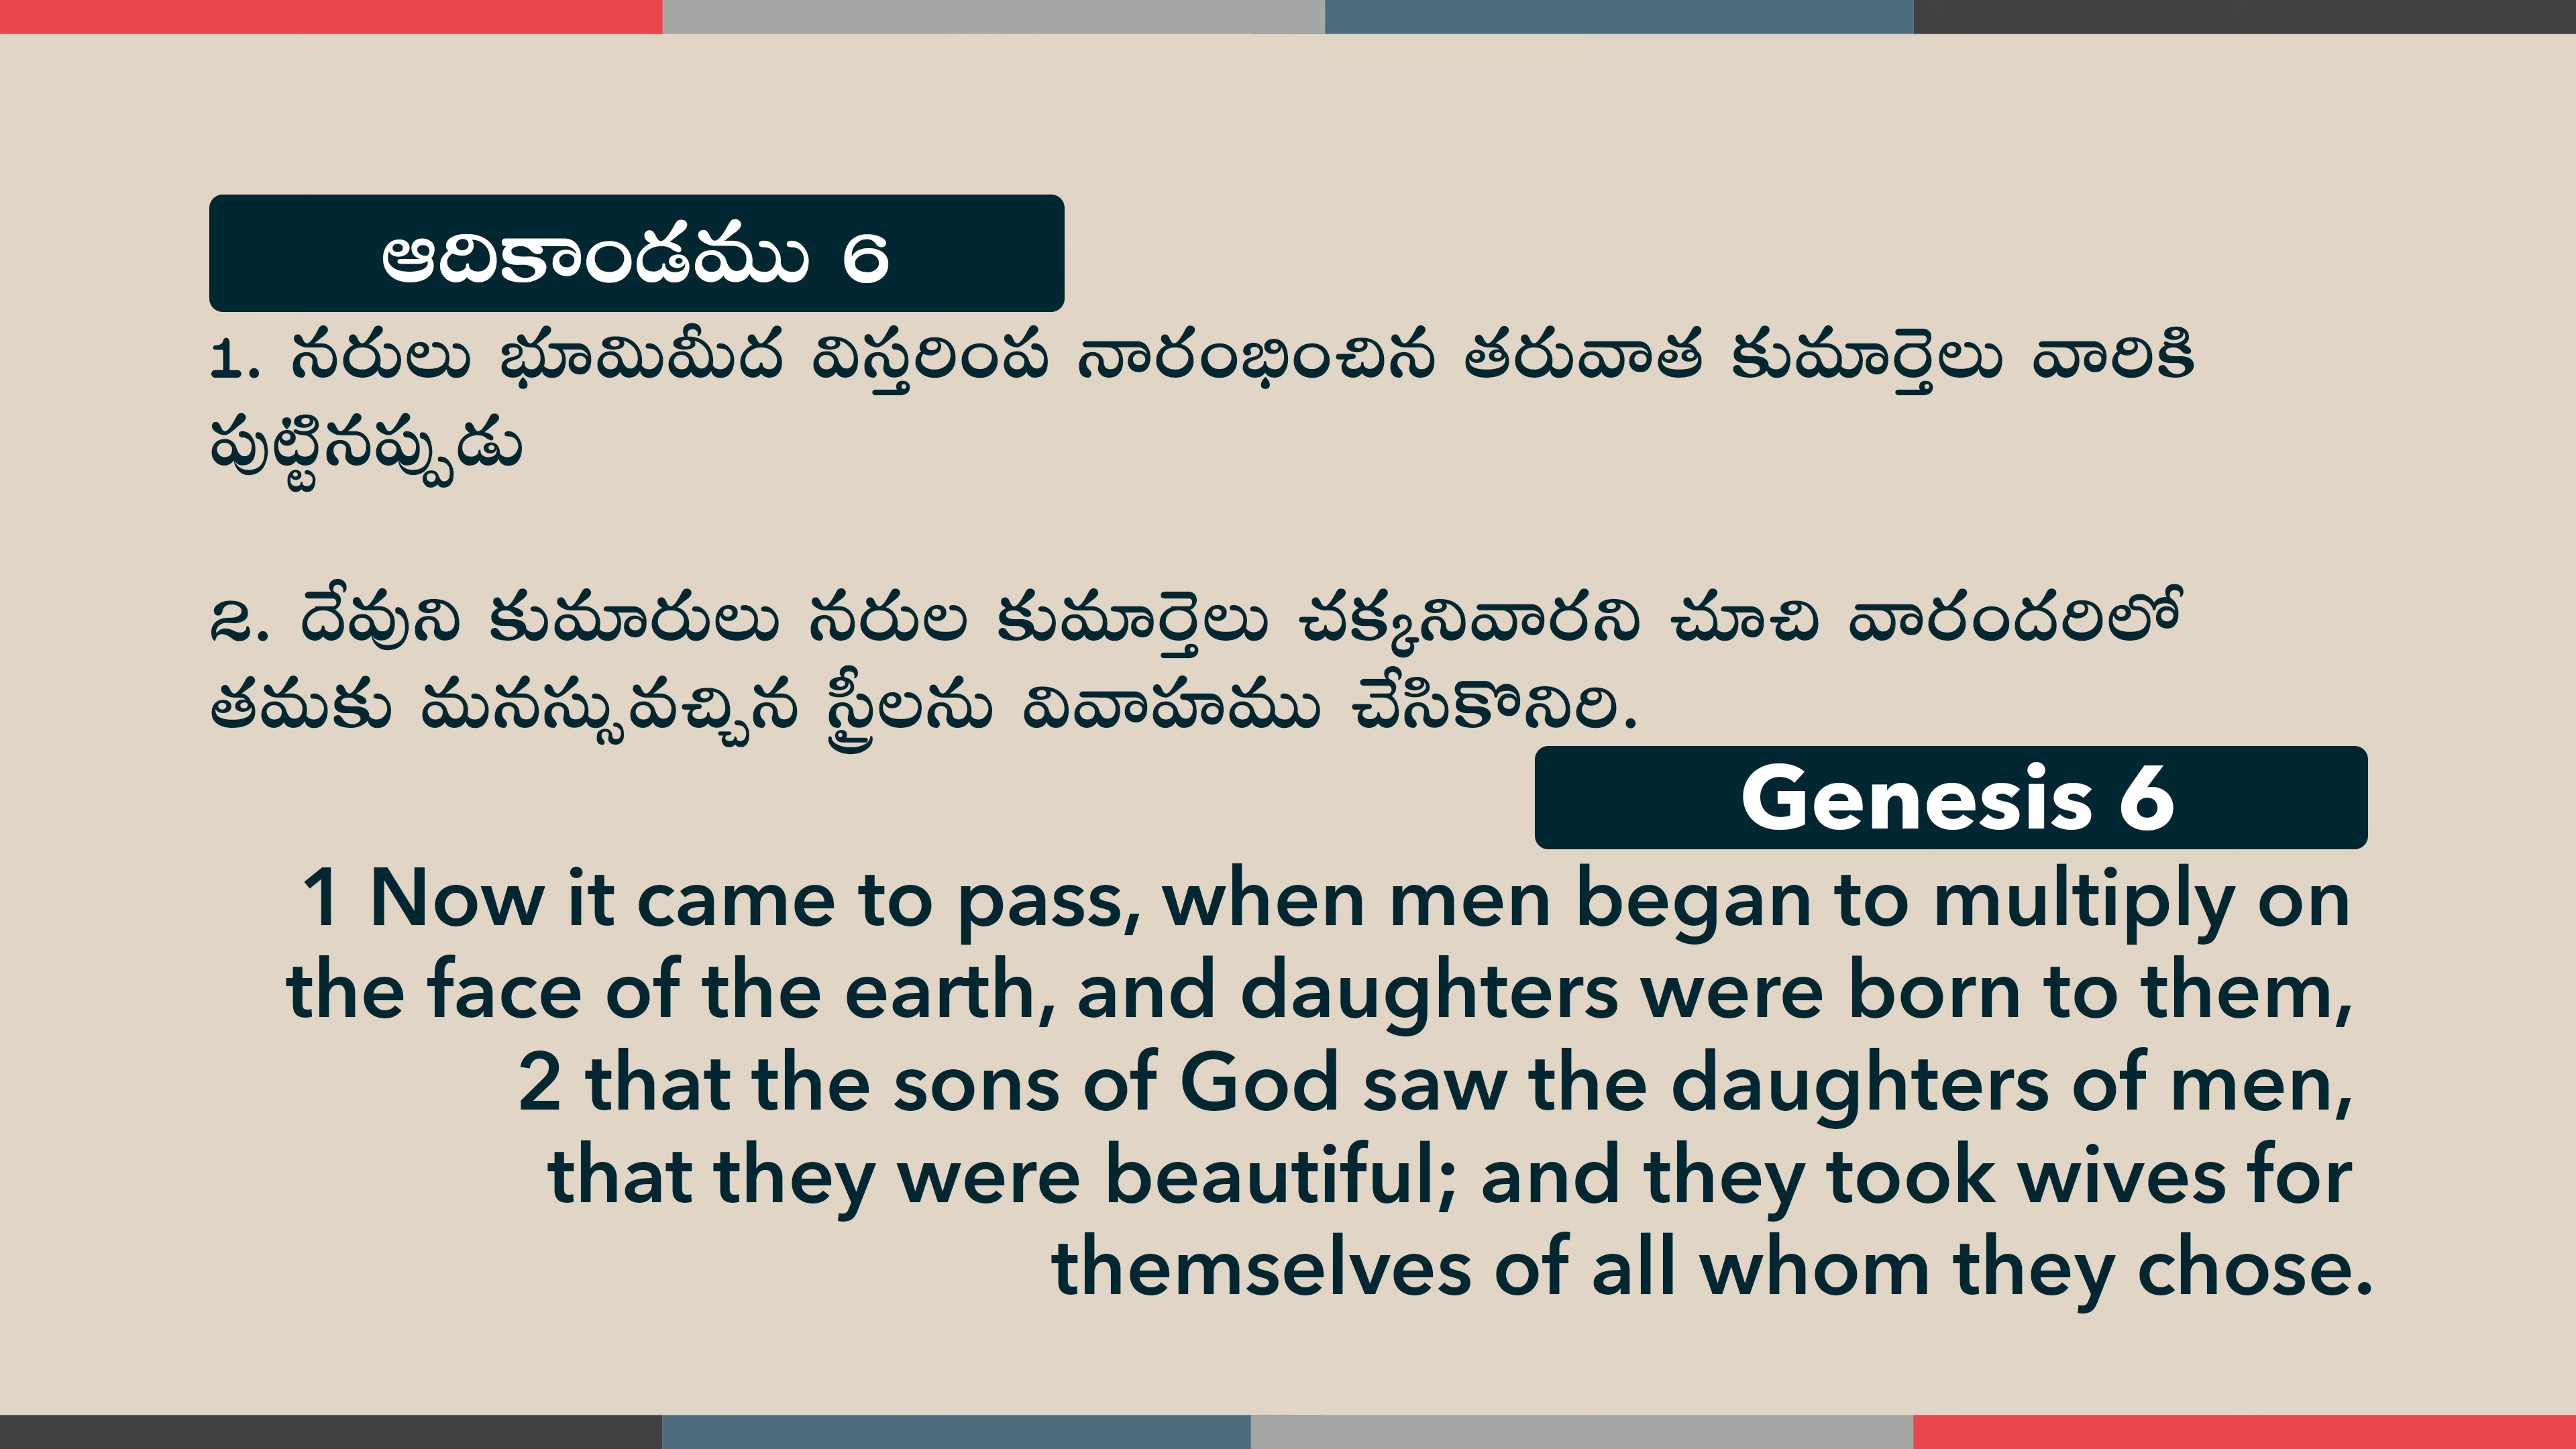 ఆదికాండము 6
1. నరులు భూమిమీద విస్తరింప నారంభించిన తరువాత కుమార్తెలు వారికి
పుట్టినప్పుడు
2. దేవుని కుమారులు నరుల కుమార్తెలు చక్కనివారని చూచి వారందరిలో
తమకు మనస్సువచ్చిన స్త్రీలను వివాహము చేసికొనిరి.
Genesis 6
1 Now it came to pass, when men began to multiply on
the face of the earth, and daughters were born to them,
2 that the sons of God saw the daughters of men,
that they were beautiful; and they took wives for
themselves of all whom they chose.